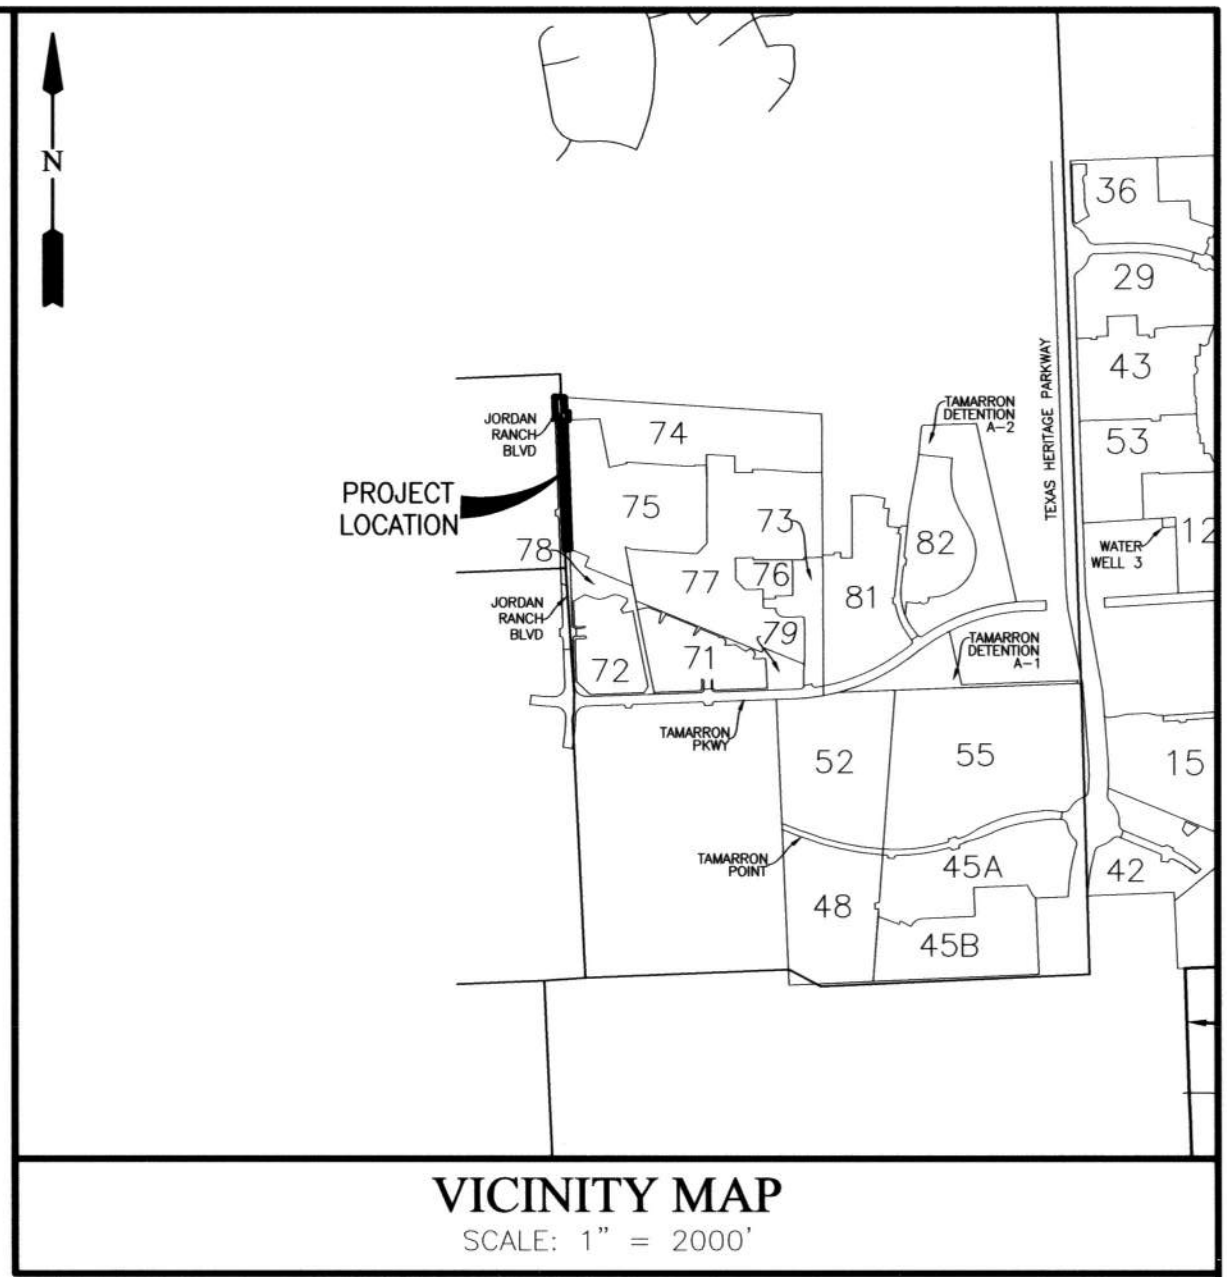 N
36
29
43
53
12
TEXAS HERITAGE PARKWAY
WATER
WELL 3
JORDAN
RANCH
BLVD
TAMARRON
DETENTION
A-2
74
PROJECT
LOCATION
75
73
82
78
77
76
81
JORDAN
RANCH
BLVD
79
72
71
TAMARRON
DETENTION
A-1
TAMARRON
PKWY
52
55
15
TAMARRON
POINT
45A
42
48
45B
VICINITY MAP
SCALE: 1" = 2000'